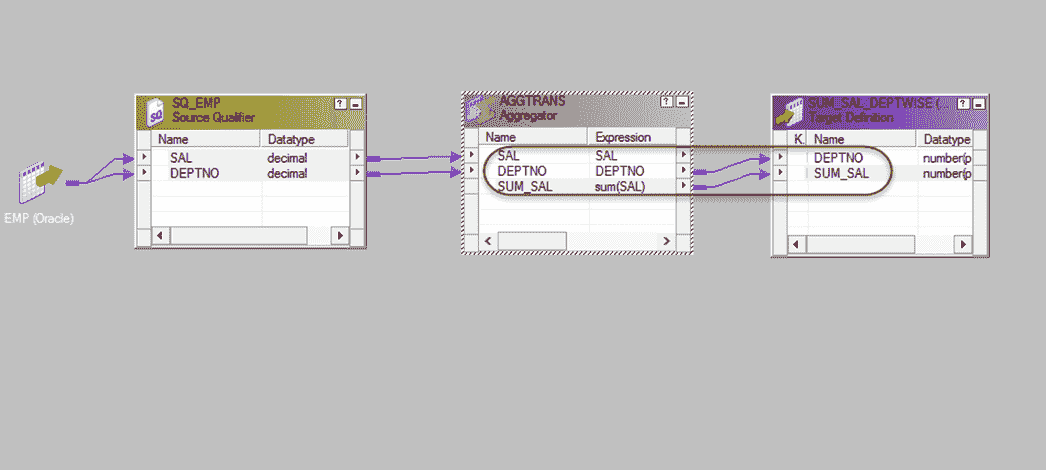 EMP (Oracle)
SQ_EMP
Source Qualifier
Name Datatype
SAL decimal
DEPTNO decimal
AGGTRANS
Aggregator
Name Expression
SAL SAL
DEPTNO DEPTNO
SUM_SAL sum(SAL)
SUM_SAL_DEPTWISE (...
Target Definition
K. Name Datatype
DEPTNO number(p
SUM_SAL number(p